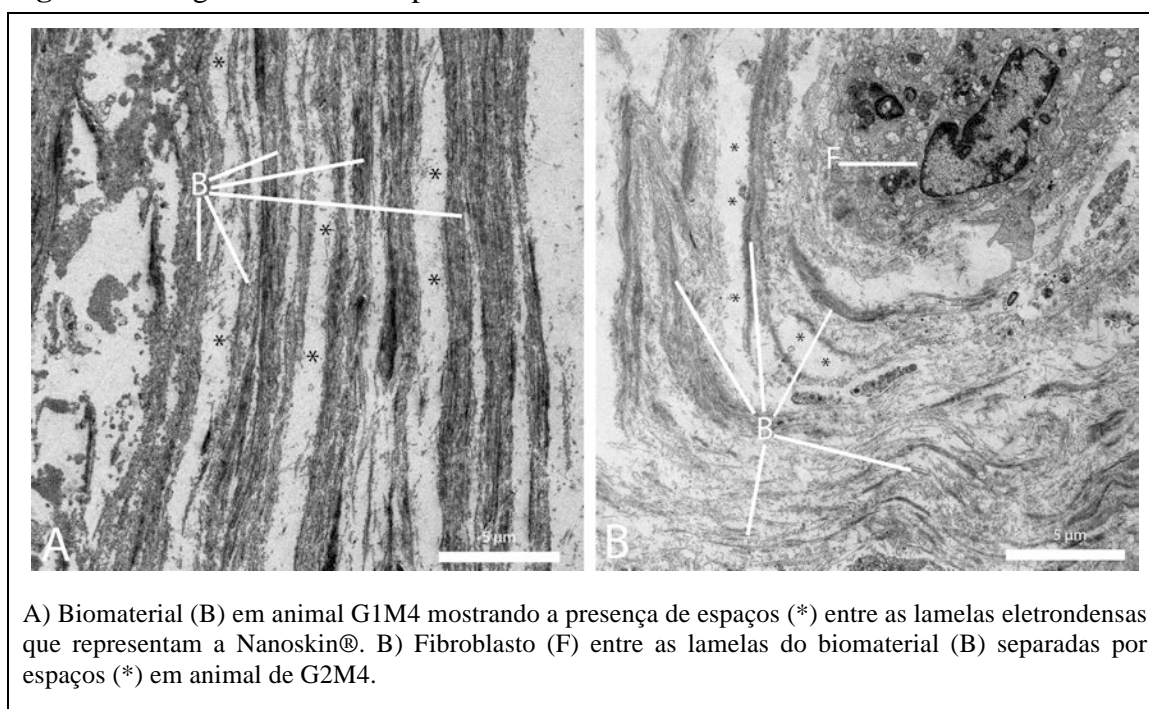 B
A
5 µm
F
B
B
5 µm
A) Biomaterial (B) em animal G1M4 mostrando a presença de espaços (*) entre as lamelas eletrondensas
que representam a Nanoskin®. B) Fibroblasto (F) entre as lamelas do biomaterial (B) separadas por
espaços (*) em animal de G2M4.